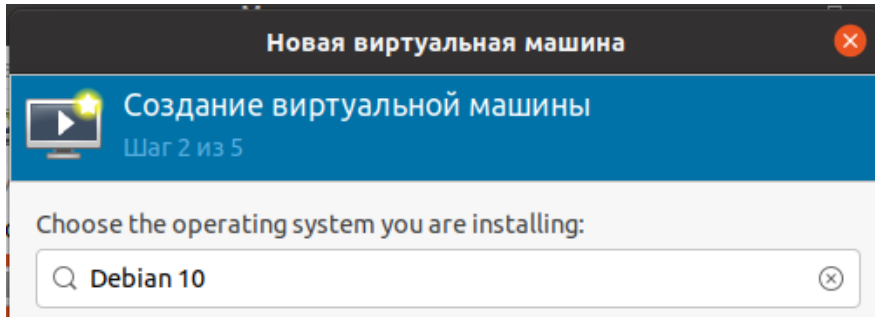 Новая виртуальная машина
Создание виртуальной машины
Шаг 2 из 5
Choose the operating system you are installing:
Debian 10